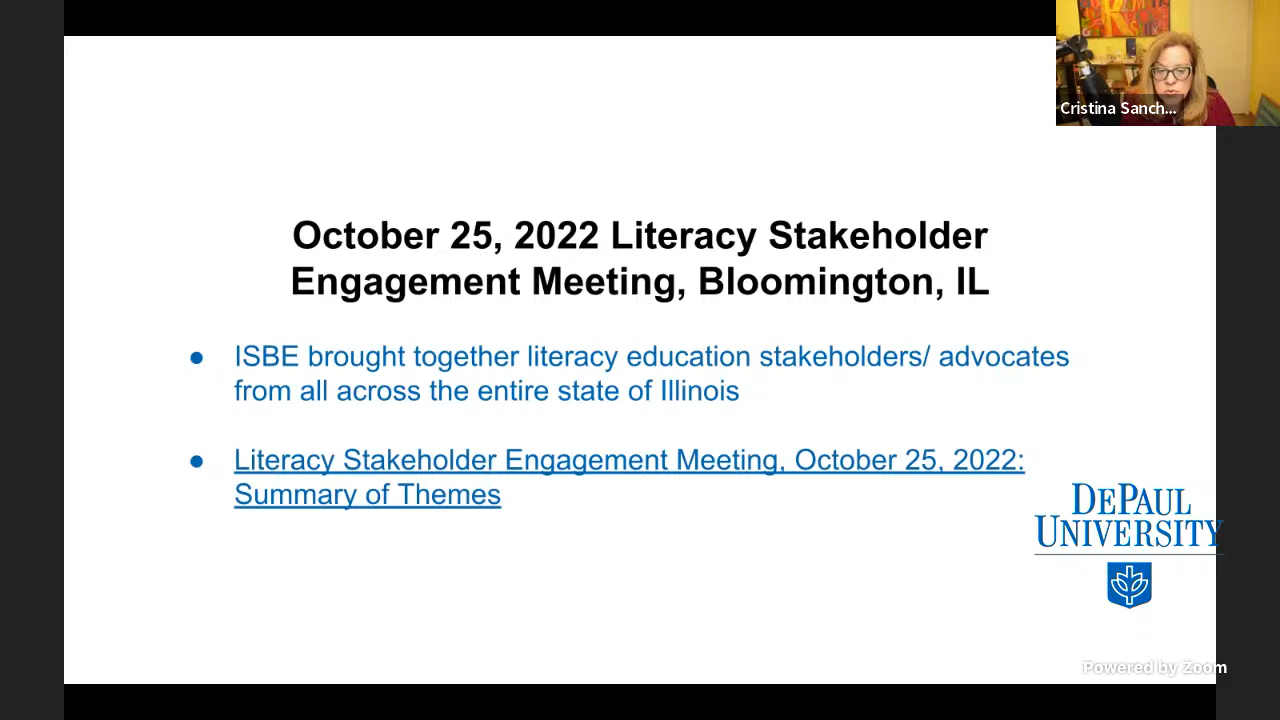 Cristina Sanch...
October 25, 2022 Literacy Stakeholder
Engagement Meeting, Bloomington, IL
● ISBE brought together literacy education stakeholders/ advocates
from all across the entire state of Illinois
● Literacy Stakeholder Engagement Meeting, October 25, 2022:
Summary of Themes
DEPAUL
UNIVERSITY
Powered by Zoom